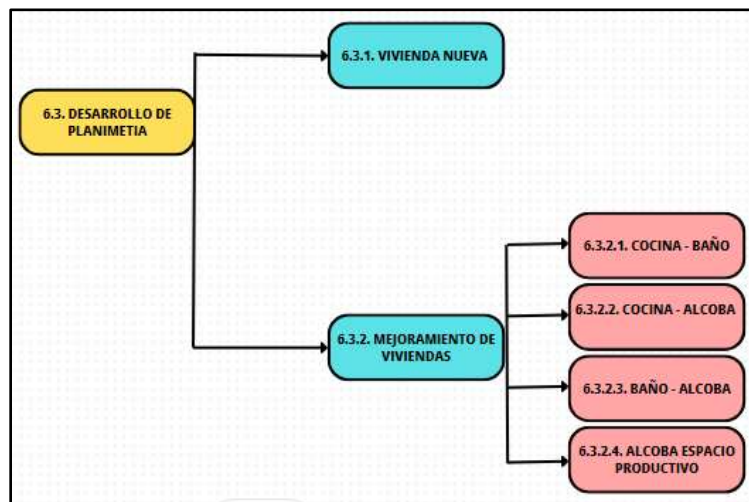 6.3.1. VIVIENDA NUEVA
6.3. DESARROLLO DE
PLANIMETIA
6.3.2.1. COCINA - BAÑO
6.3.2.2. COCINA - ALCOBA
6.3.2. MEJORAMIENTO DE
VIVIENDAS
6.3.2.3. BAÑO - ALCOBA
6.3.2.4. ALCOBA ESPACIO
PRODUCTIVO